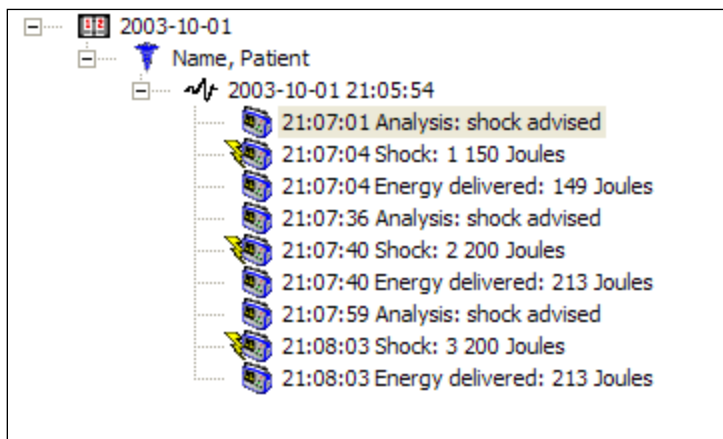 2003-10-01
Name, Patient
2003-10-01 21:05:54
21:07:01 Analysis: shock advised
21:07:04 Shock: 1 150 Joules
21:07:04 Energy delivered: 149 Joules
21:07:36 Analysis: shock advised
21:07:40 Shock: 2 200 Joules
21:07:40 Energy delivered: 213 Joules
21:07:59 Analysis: shock advised
21:08:03 Shock: 3 200 Joules
21:08:03 Energy delivered: 213 Joules